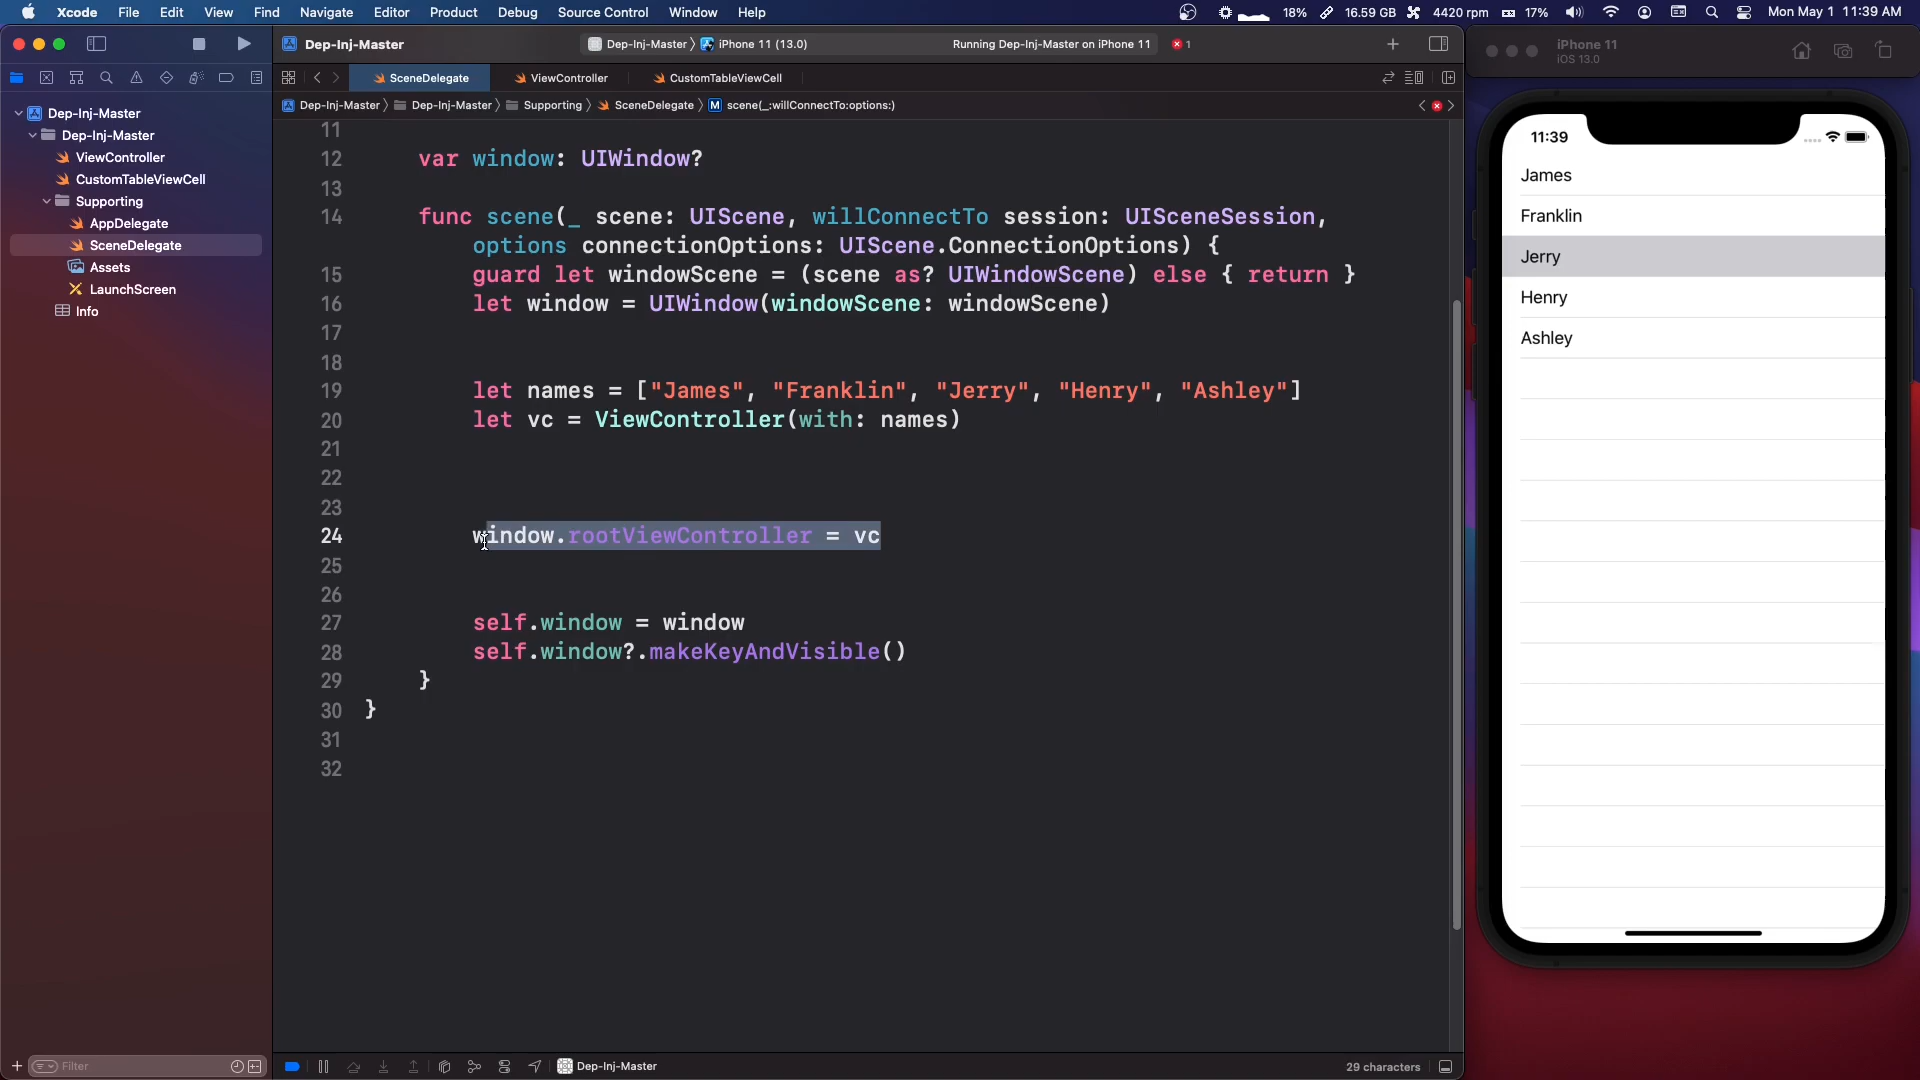 Xcode File Edit View Find Navigate Editor Product Debug Source Control Window Help 18% 16.59 GB 4420 rpm 17% Mon May 1 11:39 AM
Dep-Inj-Master Dep-Inj-Master 〉 iPhone 11 (13.0) Running Dep-Inj-Master on iPhone 11 1
SceneDelegate ViewController CustomTableViewCell
Dep-Inj-Master 〉 Dep-Inj-Master 〉 Supporting 〉 SceneDelegate 〉 M scene(_:willConnectTo:options:)
Dep-Inj-Master
Dep-Inj-Master
ViewController
CustomTableViewCell
Supporting
AppDelegate
SceneDelegate
Assets
LaunchScreen
Info
Filter
11
12 var window: UIWindow?
13
14 func scene(_ scene: UIScene, willConnectTo session: UISceneSession,
options connectionOptions: UIScene.ConnectionOptions) {
15 guard let windowScene = (scene as? UIWindowScene) else { return }
16 let window = UIWindow(windowScene: windowScene)
17
18
19 let names = ["James", "Franklin", "Jerry", "Henry", "Ashley"]
20 let vc = ViewController(with: names)
21
22
23
24 window.rootViewController = vc
25
26
27 self.window = window
28 self.window?.makeKeyAndVisible()
29 }
30 }
31
32
Dep-Inj-Master 29 characters
iPhone 11
iOS 13.0
11:39
James
Franklin
Jerry
Henry
Ashley